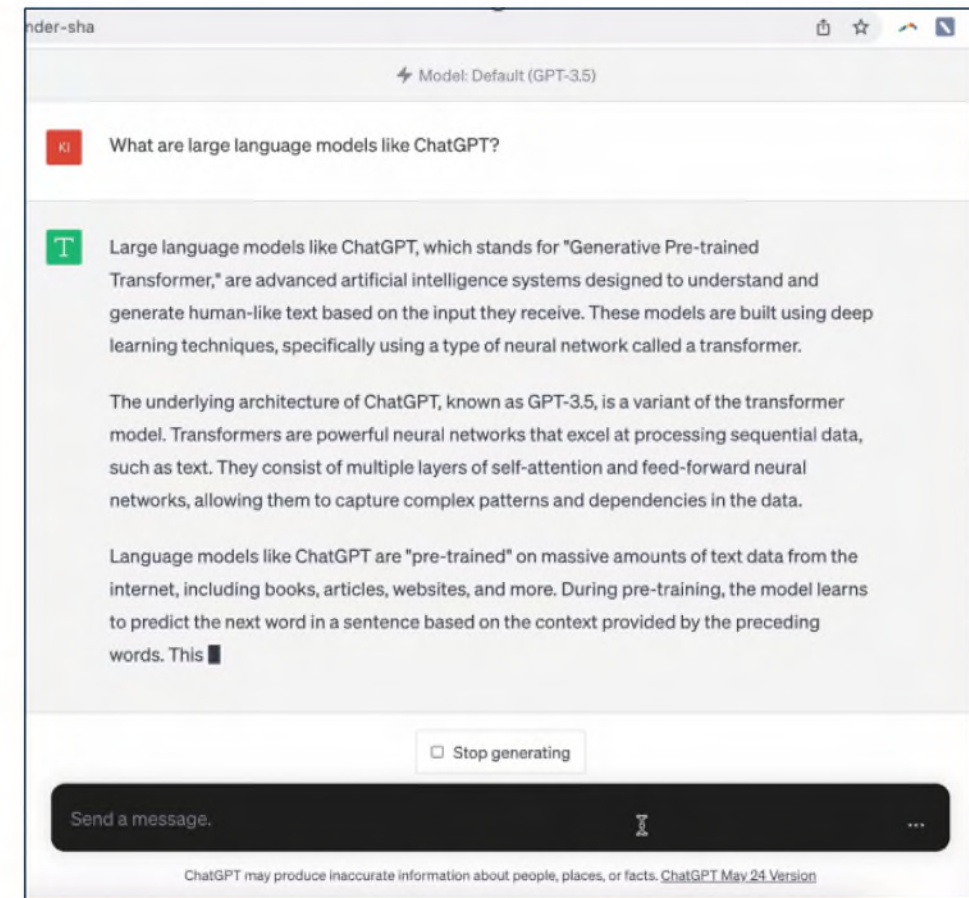 nder-sha
Model: Default (GPT-3.5)
KI
What are large language models like ChatGPT?
T
Large language models like ChatGPT, which stands for "Generative Pre-trained
Transformer," are advanced artificial intelligence systems designed to understand and
generate human-like text based on the input they receive. These models are built using deep
learning techniques, specifically using a type of neural network called a transformer.
The underlying architecture of ChatGPT, known as GPT-3.5, is a variant of the transformer
model. Transformers are powerful neural networks that excel at processing sequential data,
such as text. They consist of multiple layers of self-attention and feed-forward neural
networks, allowing them to capture complex patterns and dependencies in the data.
Language models like ChatGPT are "pre-trained" on massive amounts of text data from the
internet, including books, articles, websites, and more. During pre-training, the model learns
to predict the next word in a sentence based on the context provided by the preceding
words. This
Stop generating
Send a message.
...
ChatGPT may produce inaccurate information about people, places, or facts. ChatGPT May 24 Version